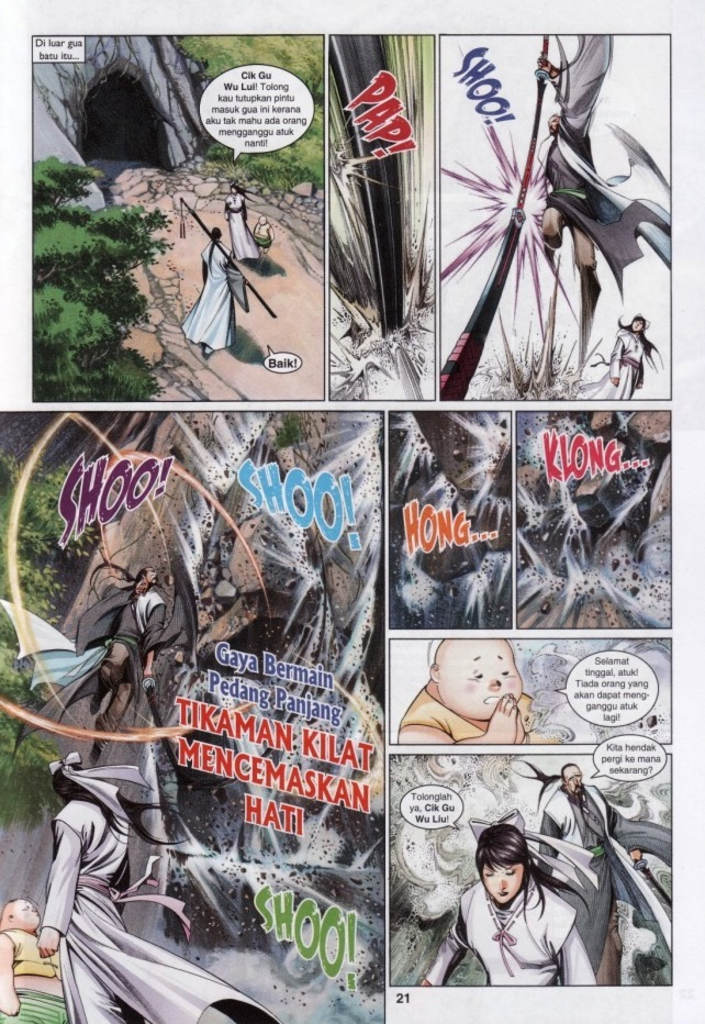 Di luar gua
batu itu...
Cik Gu
Wu Lui! Tolong
kau tutupkan pintu
masuk gua ini kerana
aku tak mahu ada orang
mengganggu atuk
nanti!
Baik!
PAP!
SHOO!
SHOO!
SHOO!
Gaya Bermain
Pedang Panjang
TIKAMAN KILAT
MENCEMASKAN
HATI
SHOO!
HONG...
KLONG...
Selamat
tinggal, atuk!
Tiada orang yang
akan dapat meng-
ganggu atuk
lagi!
Kita hendak
pergi ke mana
sekarang?
Tolonglah
ya, Cik Gu
Wu Liu!
21